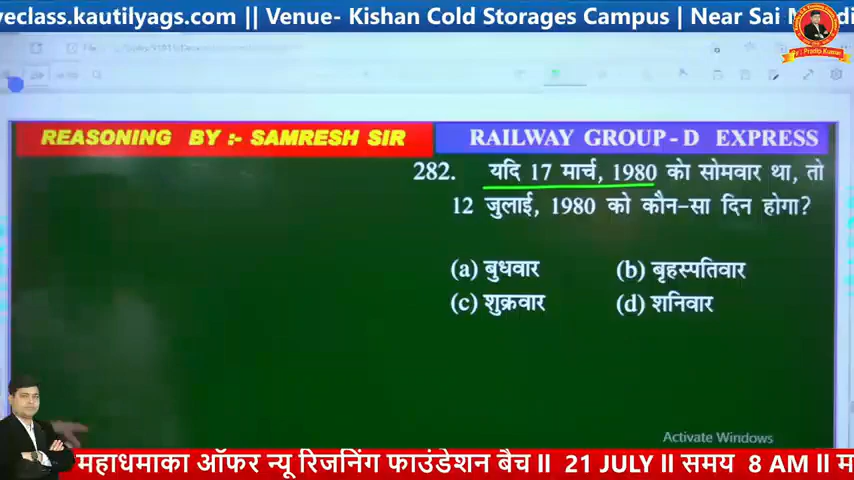 veclass.kautilyags.com || Venue- Kishan Cold Storages Campus | Near Sai
REASONING BY :- SAMRESH SIR
RAILWAY GROUP-D EXPRESS
282. यदि 17 मार्च, 1980 को सोमवार था, तो
12 जुलाई, 1980 को कौन-सा दिन होगा?
(a) बुधवार (b) बृहस्पतिवार
(c) शुक्रवार (d) शनिवार
Activate Windows
महाधमाका ऑफर न्यू रिजनिंग फाउंडेशन बैच II 21 JULY II समय 8 AM II म